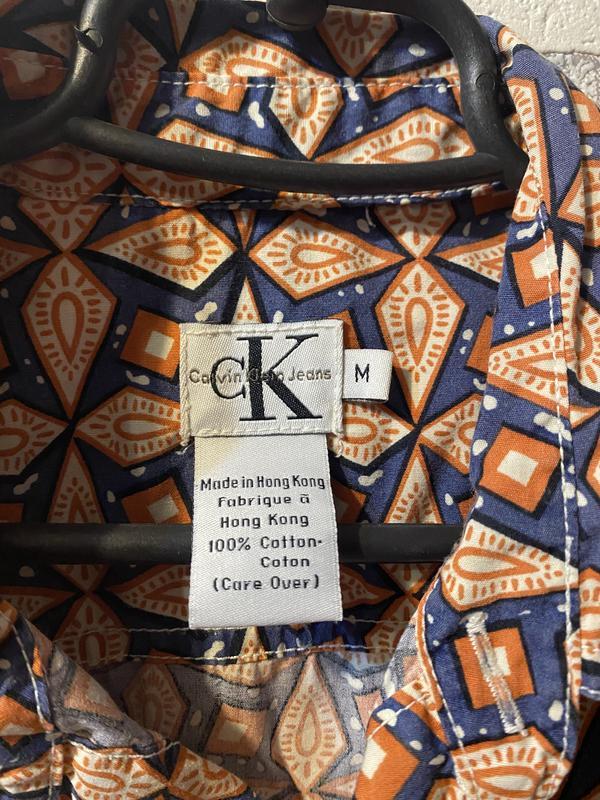 CK
Calvin Klein Jeans
M
Made in Hong Kong
Fabrique à
Hong Kong
100% Cotton-
Coton
(Care Over)